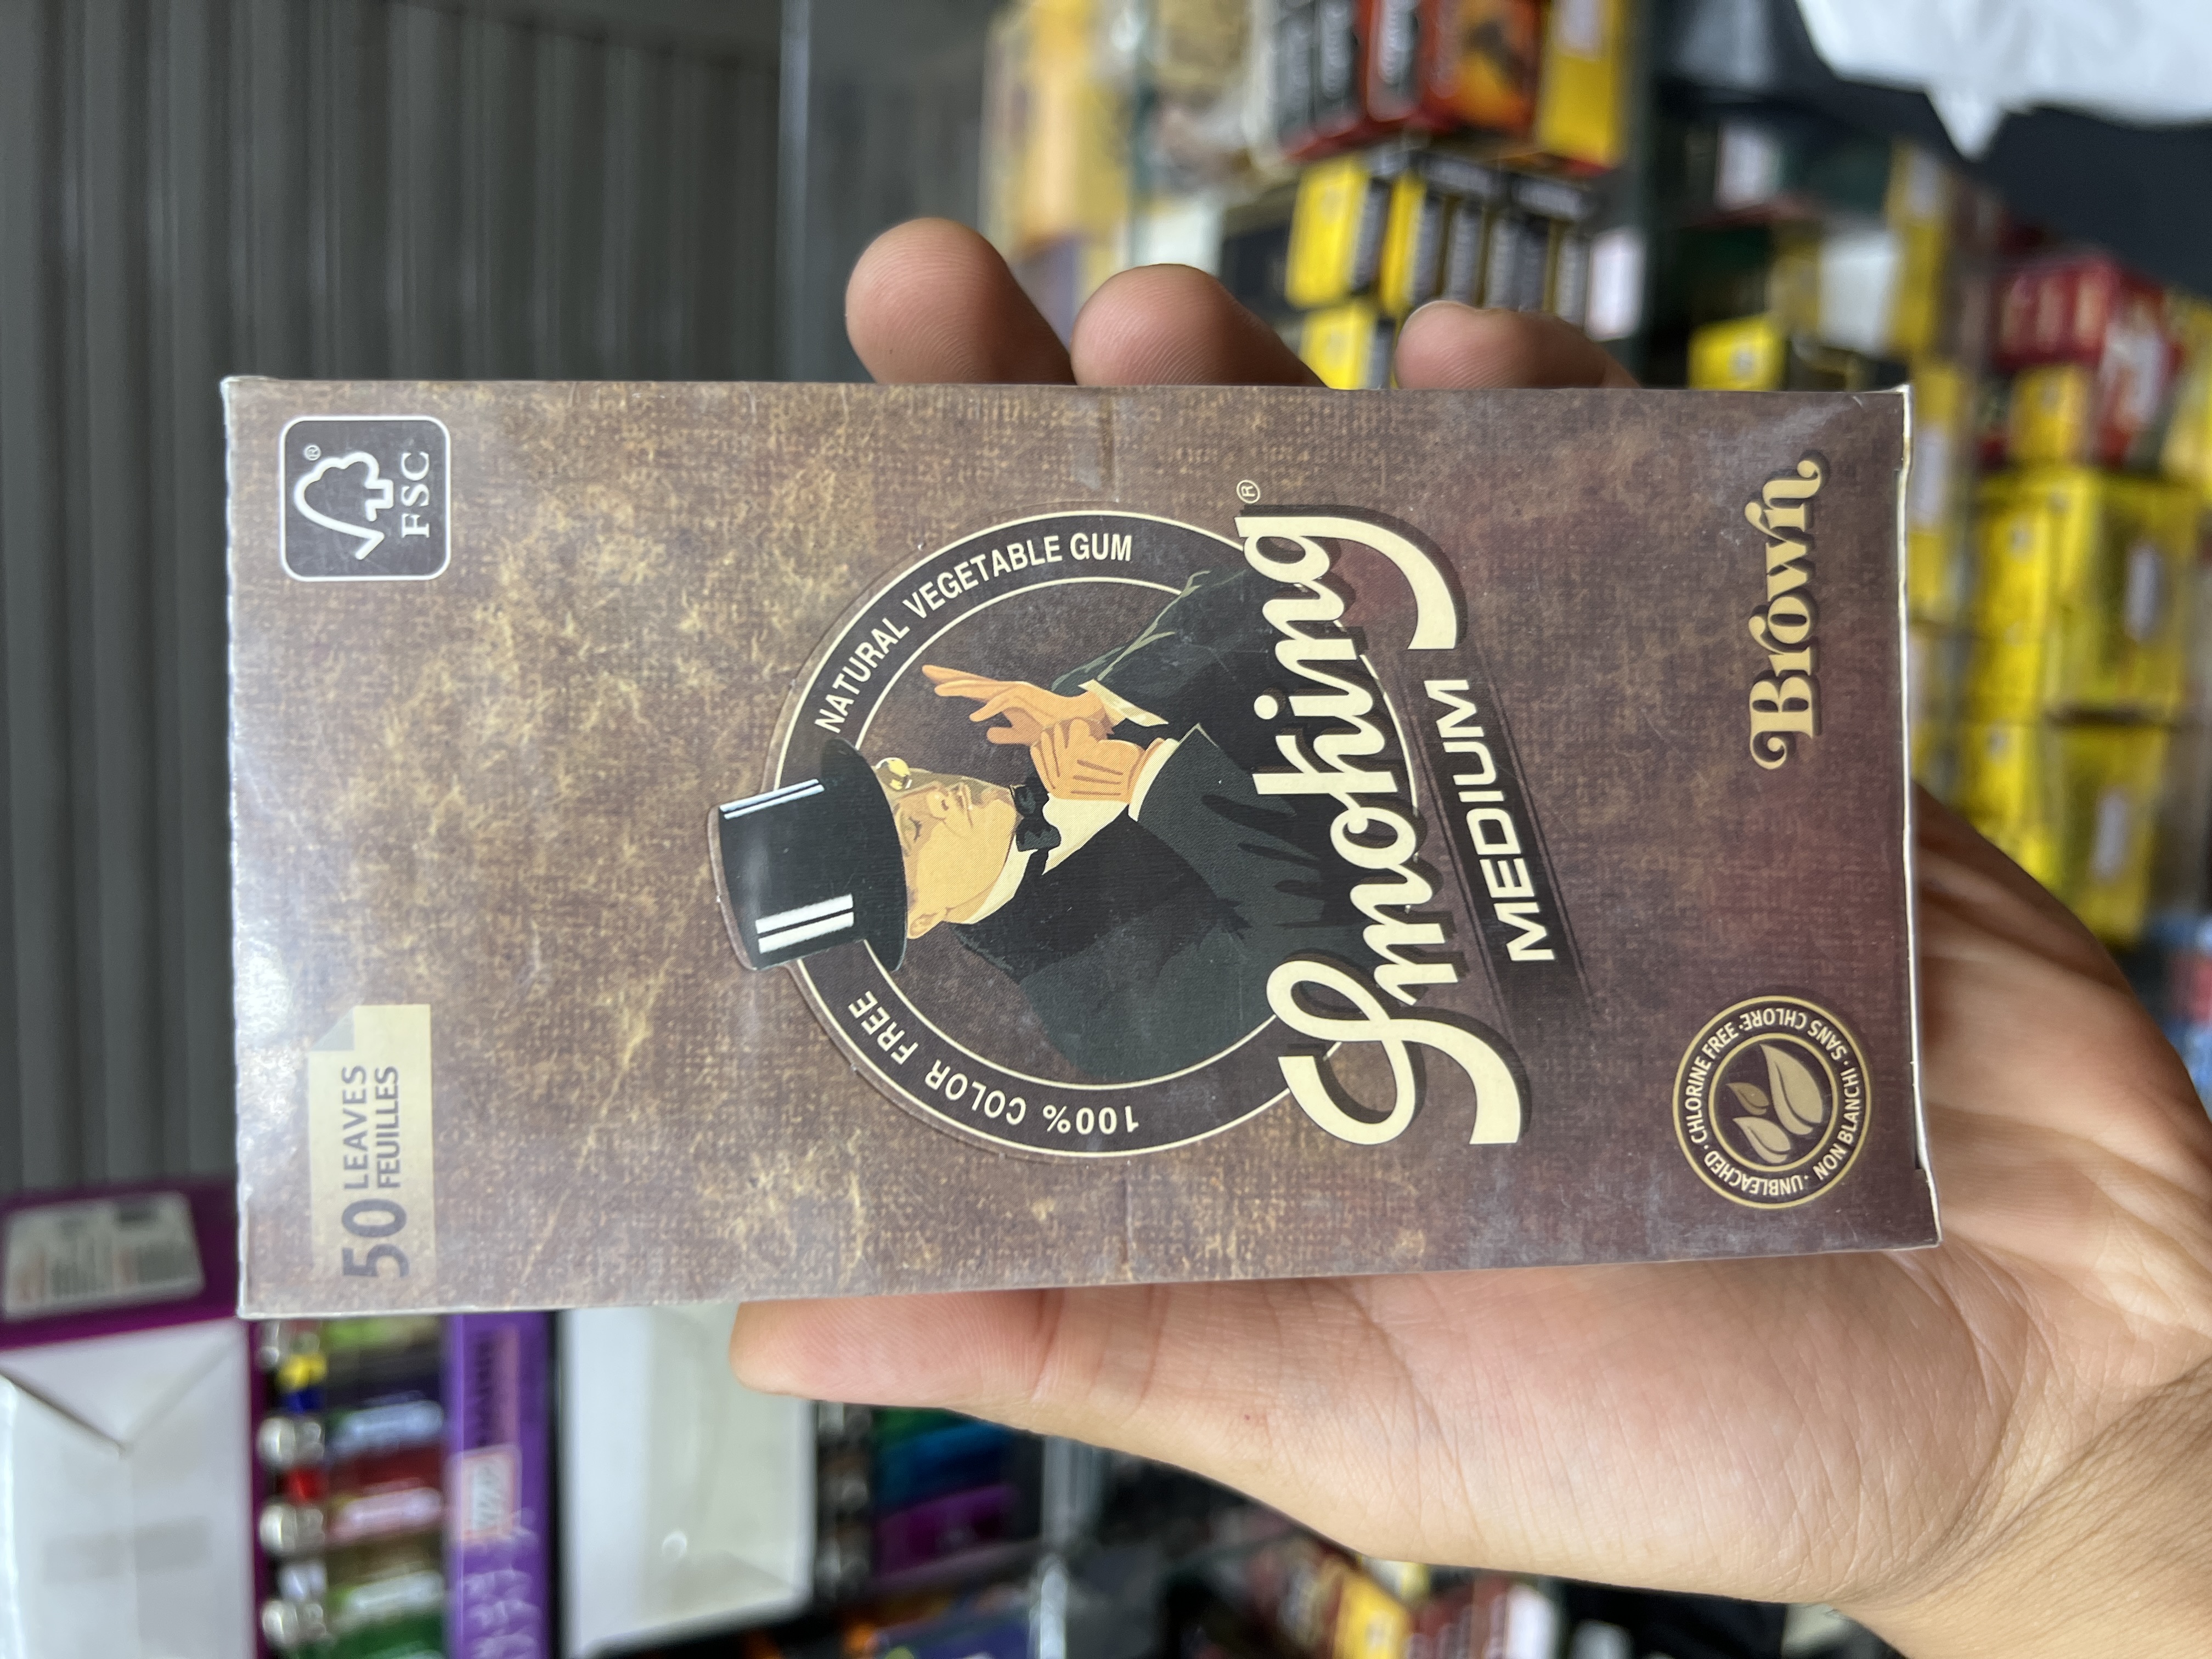 50 LEAVES
FEUILLES
FSC®
100% COLOR FREE
NATURAL VEGETABLE GUM
Smoking®
MEDIUM
·UNBLEACHED·CHLORINE FREE·
SANS CHLORE·NON BLANCHI
Brown